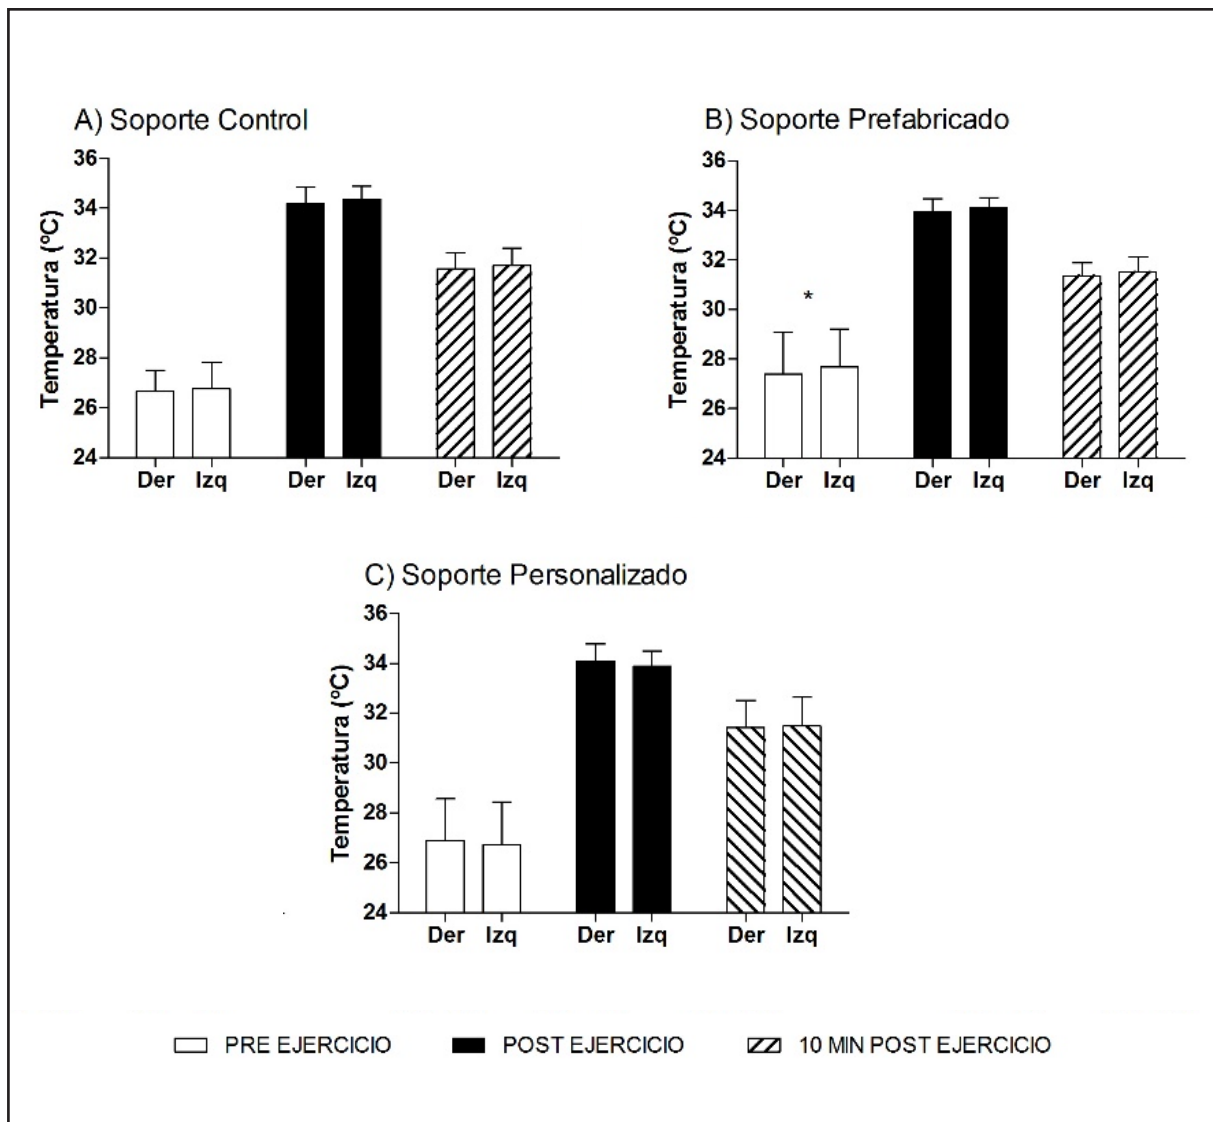 A) Soporte Control
Temperatura (ºC)
36
34
32
30
28
26
24
Der Izq Der Izq Der Izq
B) Soporte Prefabricado
Temperatura (ºC)
36
34
32
30
28
26
24
*
Der Izq Der Izq Der Izq
C) Soporte Personalizado
Temperatura (ºC)
36
34
32
30
28
26
24
Der Izq Der Izq Der Izq
PRE EJERCICIO POST EJERCICIO 10 MIN POST EJERCICIO